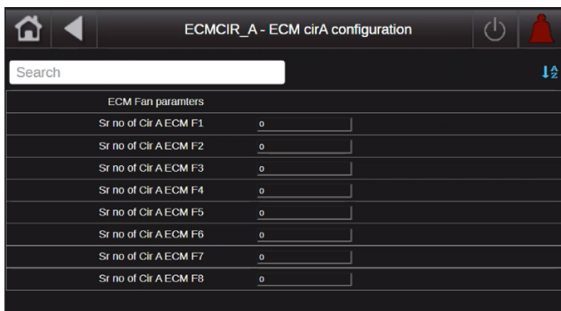 ECMCIR_A - ECM cirA configuration
Search
AZ
ECM Fan paramters
Sr no of Cir A ECM F1 0
Sr no of Cir A ECM F2 0
Sr no of Cir A ECM F3 0
Sr no of Cir A ECM F4 0
Sr no of Cir A ECM F5 0
Sr no of Cir A ECM F6 0
Sr no of Cir A ECM F7 0
Sr no of Cir A ECM F8 0